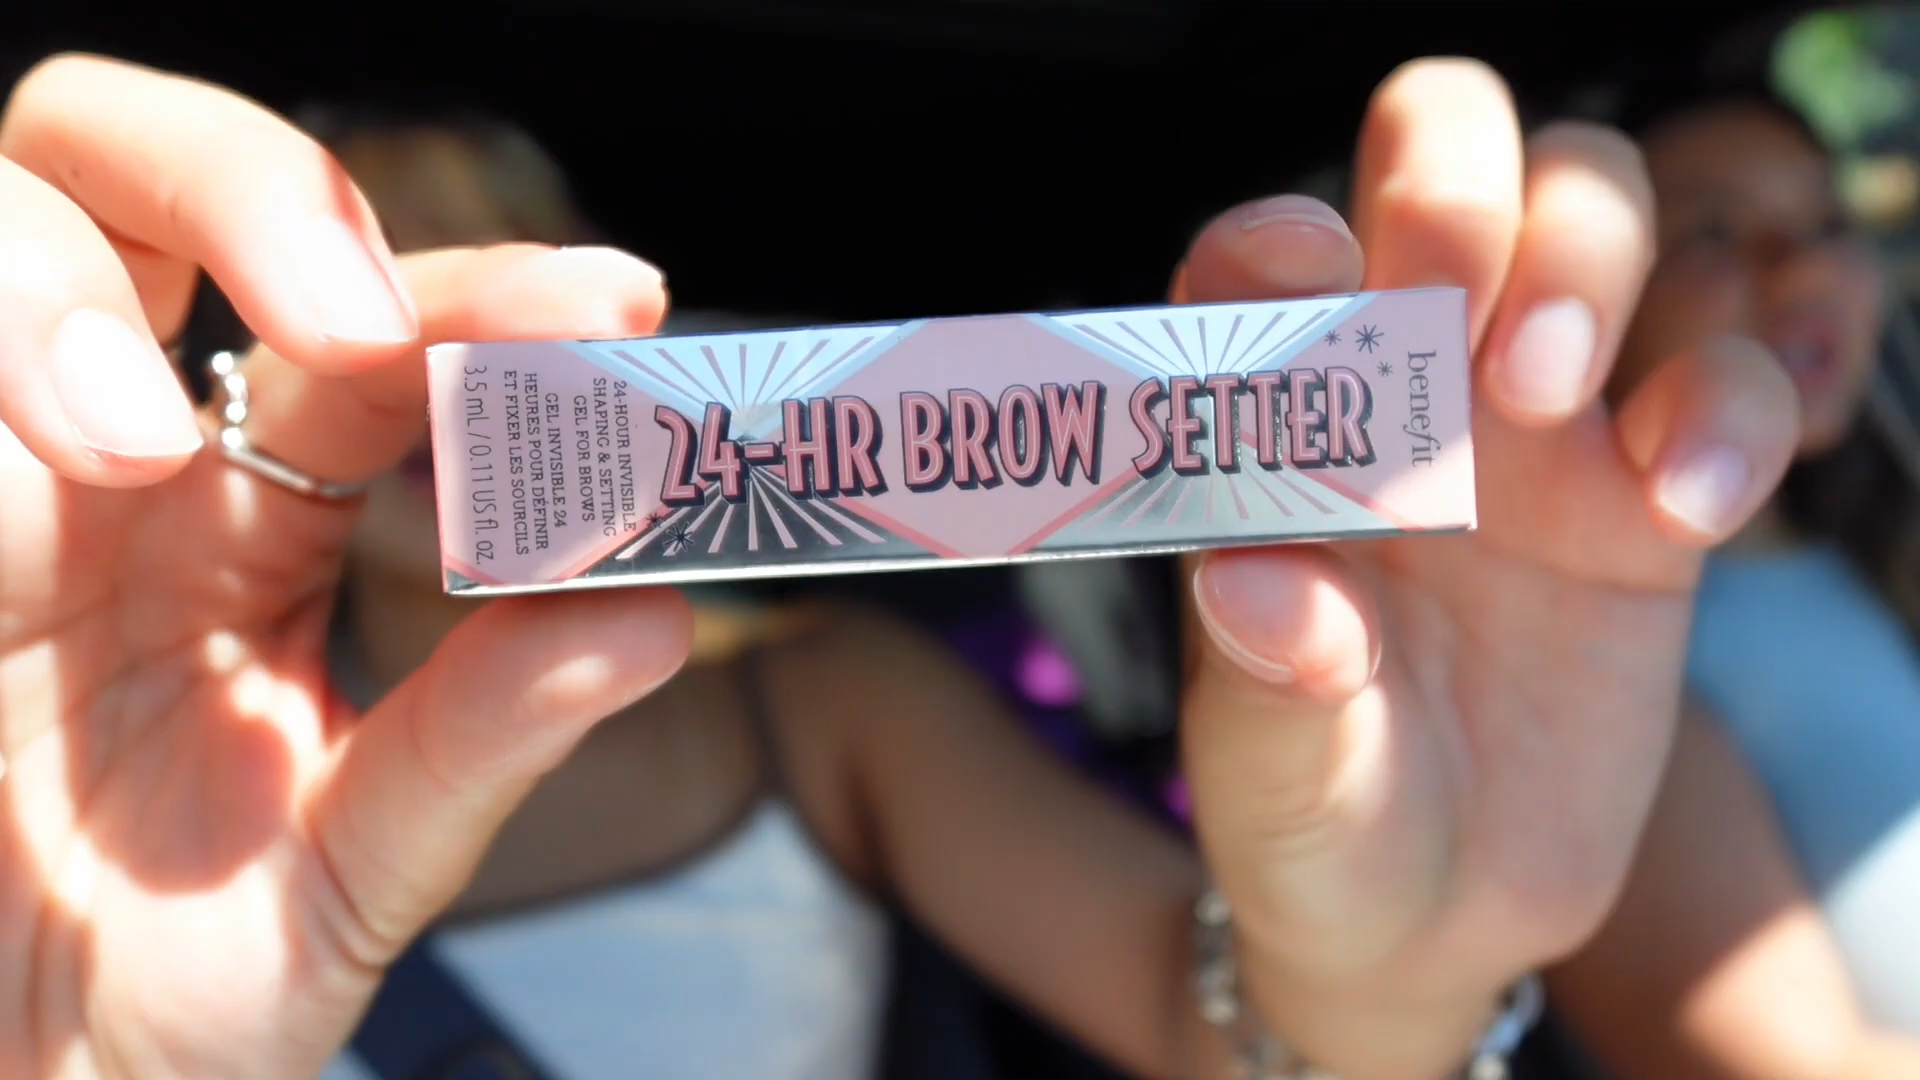 24-HR BROW SETTER
benefit
24-HOUR INVISIBLE
SHAPING & SETTING
GEL FOR BROWS
GEL INVISIBLE 24
HEURES POUR DÉFINIR
ET FIXER LES SOURCILS
3.5 mL / 0.11 US fl. oz.